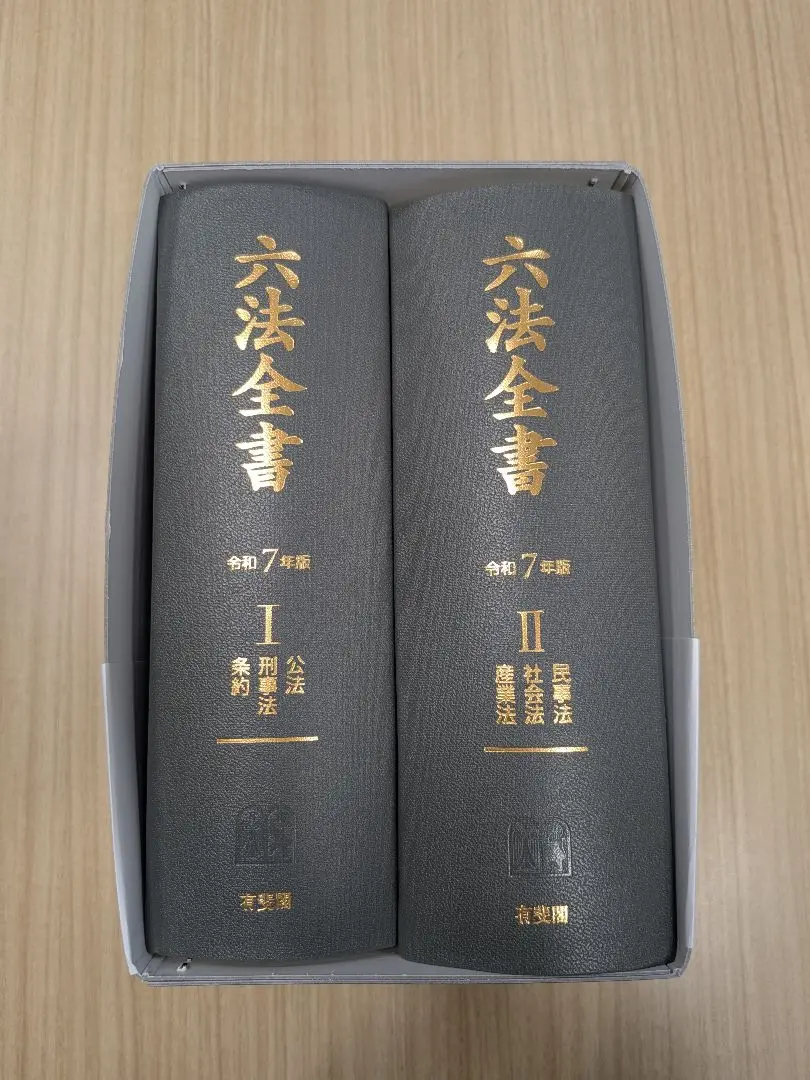 六法全書
令和7年版
I
公法
刑事法
条約
有斐閣
六法全書
令和7年版
II
民事法
社会法
産業法
有斐閣